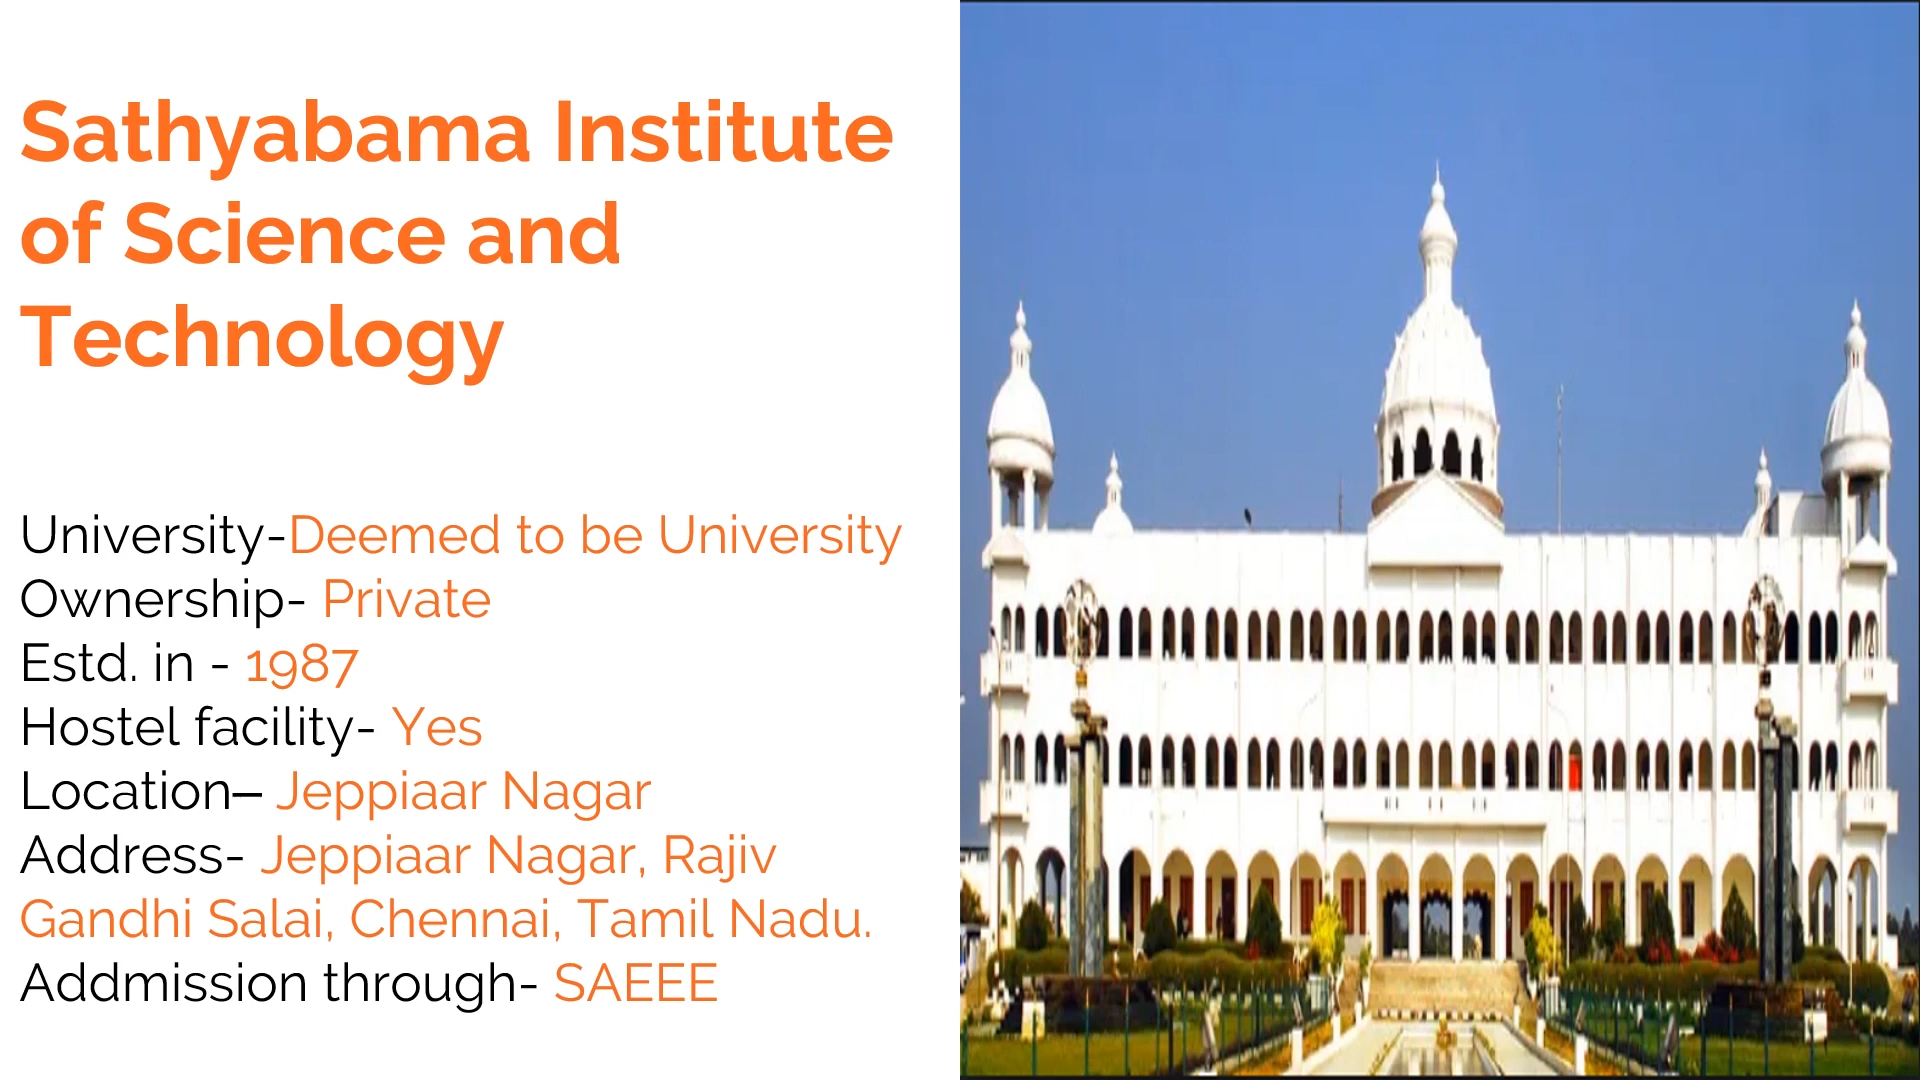 Sathyabama Institute
of Science and
Technology
University-Deemed to be University
Ownership- Private
Estd. in - 1987
Hostel facility- Yes
Location– Jeppiaar Nagar
Address- Jeppiaar Nagar, Rajiv
Gandhi Salai, Chennai, Tamil Nadu.
Addmission through- SAEEE